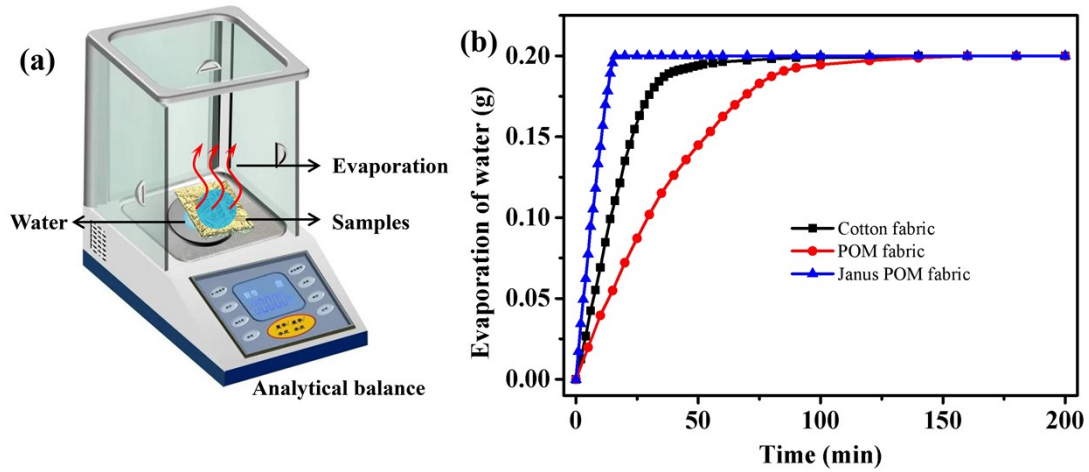 (a)
Evaporation
Water
Samples
Analytical balance
(b)
Evaporation of water (g)
0.20
0.15
0.10
0.05
0.00
Cotton fabric
POM fabric
Janus POM fabric
0 50 100 150 200
Time (min)